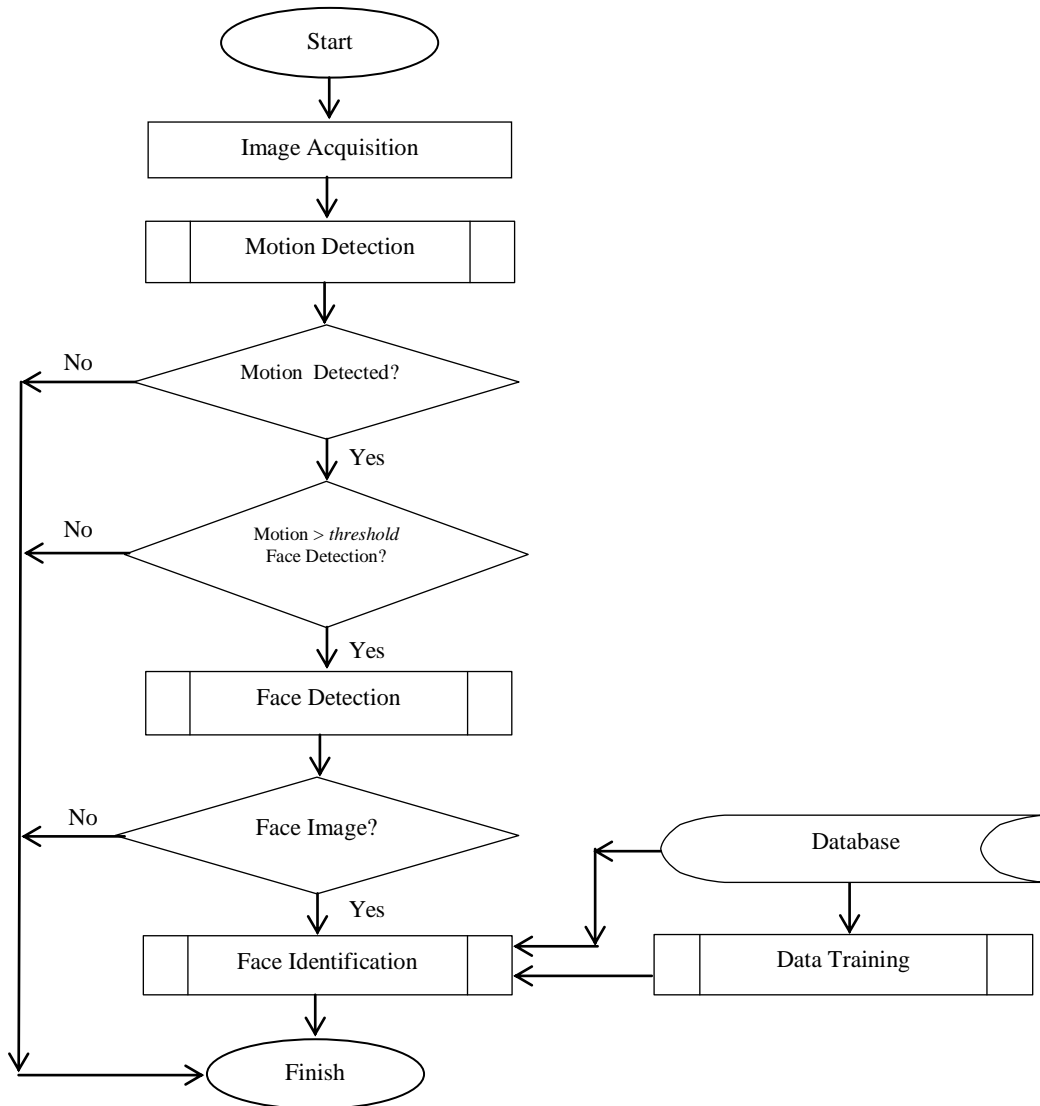 Start
Image Acquisition
Motion Detection
No
Motion Detected?
Yes
No
Motion > threshold
Face Detection?
Yes
Face Detection
No
Face Image?
Database
Yes
Face Identification
Data Training
Finish